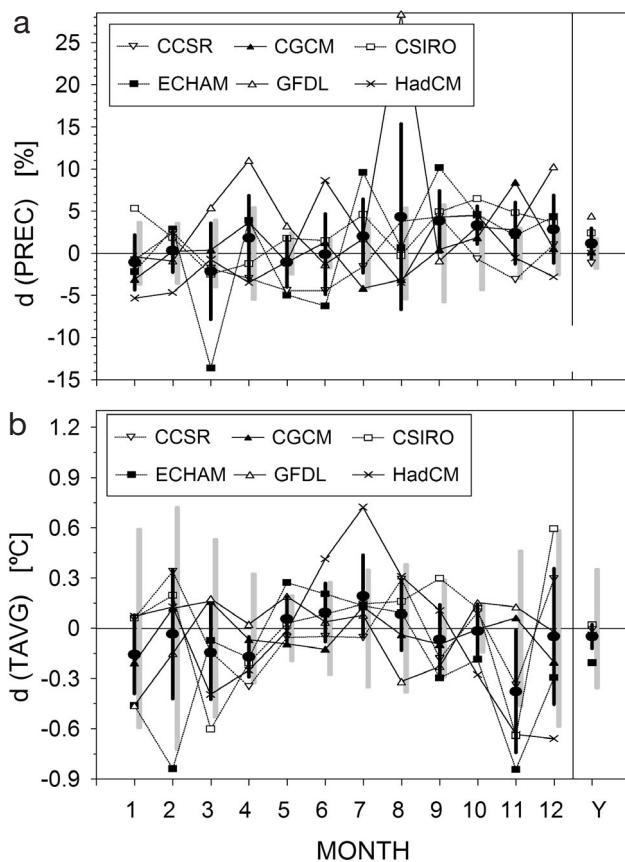 a
d (PREC) [%]
CCSR CGCM CSIRO
ECHAM GFDL HadCM
25
20
15
10
5
0
-5
-10
-15
b
d (TAVG) [ºC]
CCSR CGCM CSIRO
ECHAM GFDL HadCM
1.2
0.9
0.6
0.3
0
-0.3
-0.6
-0.9
1 2 3 4 5 6 7 8 9 10 11 12 Y
MONTH